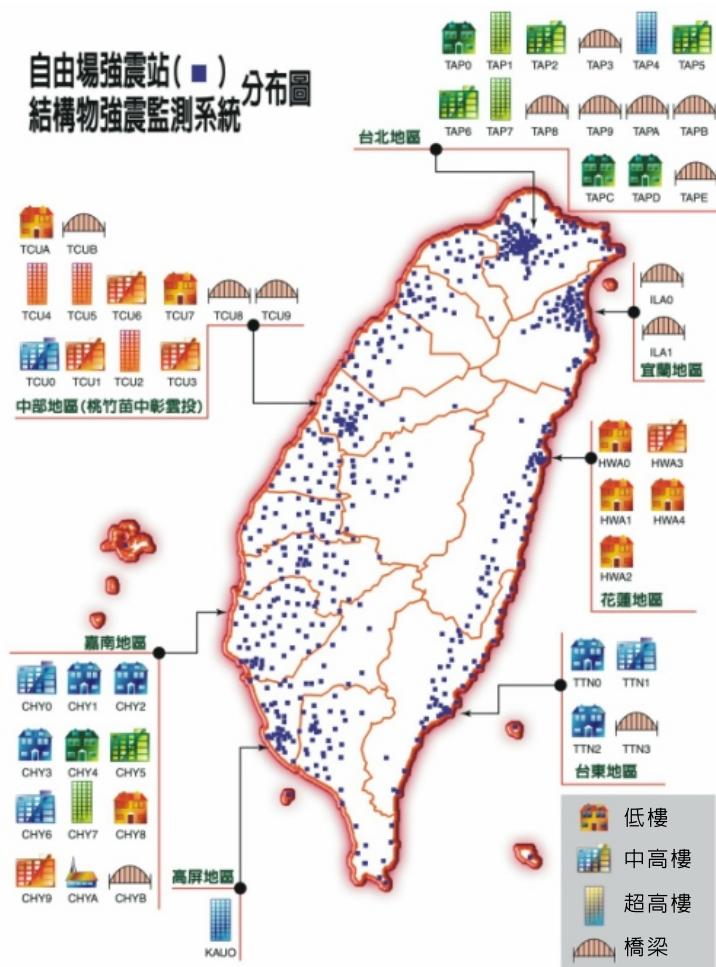 自由場強震站( ■ )
結構物強震監測系統
分布圖
TAP0 TAP1 TAP2 TAP3 TAP4 TAP5
TAP6 TAP7 TAP8 TAP9 TAPA TAPB
台北地區
TAPC TAPD TAPE
TCUA TCUB
TCU4 TCU5 TCU6 TCU7 TCU8 TCU9
TCU0 TCU1 TCU2 TCU3
中部地區(桃竹苗中彰雲投)
ILA0
ILA1
宜蘭地區
HWA0 HWA3
HWA1 HWA4
HWA2
花蓮地區
嘉南地區
CHY0 CHY1 CHY2
CHY3 CHY4 CHY5
CHY6 CHY7 CHY8
CHY9 CHYA CHYB
TTN0 TTN1
TTN2 TTN3
台東地區
高屏地區
KAUO
低樓
中高樓
超高樓
橋梁